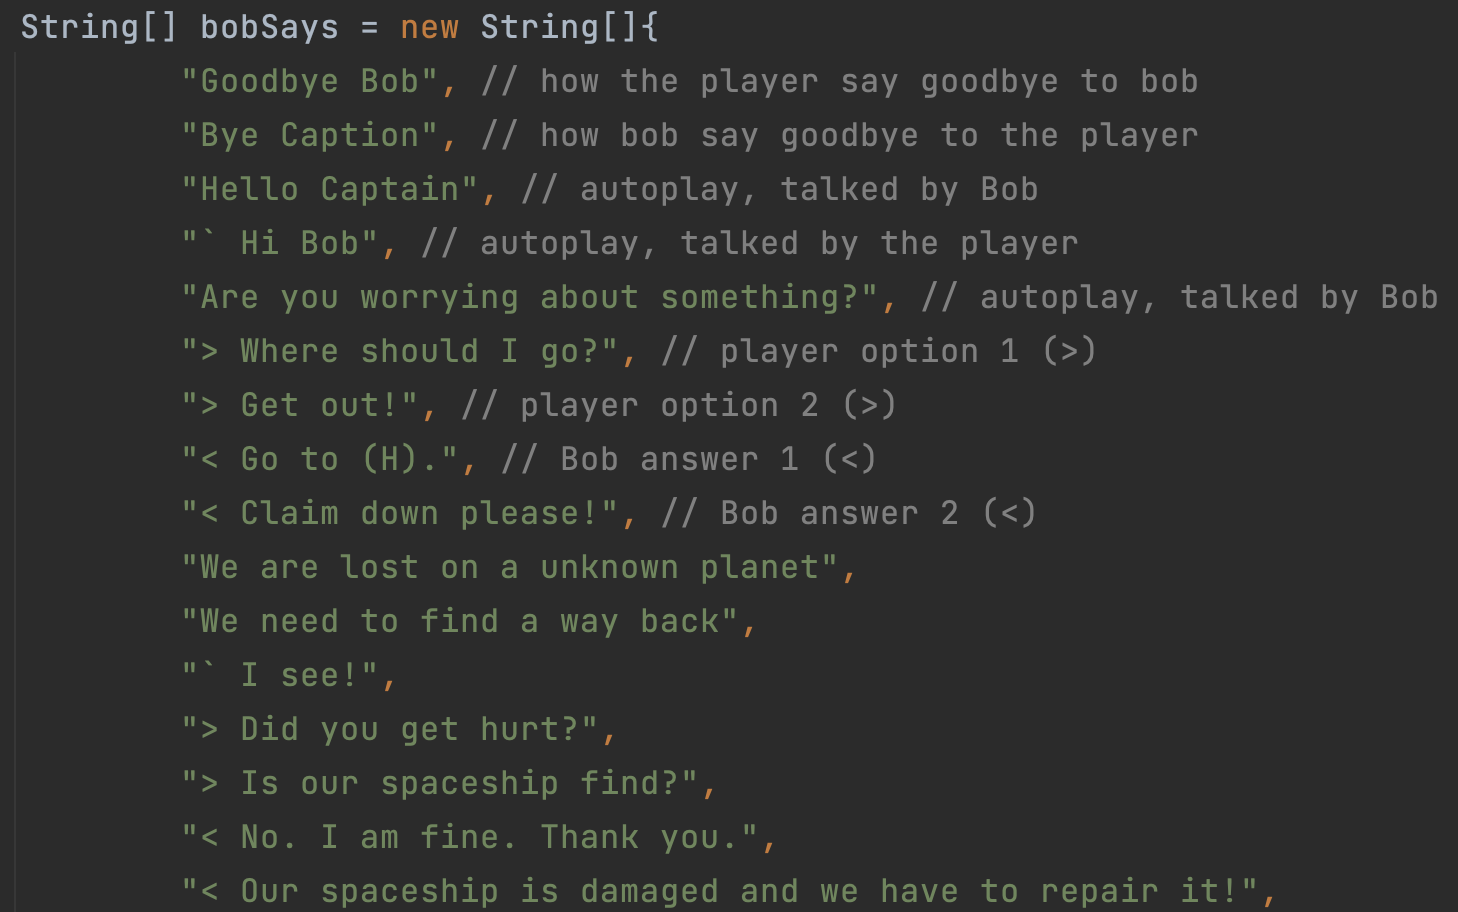 String[] bobSays = new String[]{
"Goodbye Bob", // how the player say goodbye to bob
"Bye Caption", // how bob say goodbye to the player
"Hello Captain", // autoplay, talked by Bob
"` Hi Bob", // autoplay, talked by the player
"Are you worrying about something?", // autoplay, talked by Bob
"> Where should I go?", // player option 1 (>)
"> Get out!", // player option 2 (>)
"< Go to (H).", // Bob answer 1 (<)
"< Claim down please!", // Bob answer 2 (<)
"We are lost on a unknown planet",
"We need to find a way back",
"` I see!",
"> Did you get hurt?",
"> Is our spaceship find?",
"< No. I am fine. Thank you.",
"< Our spaceship is damaged and we have to repair it!",